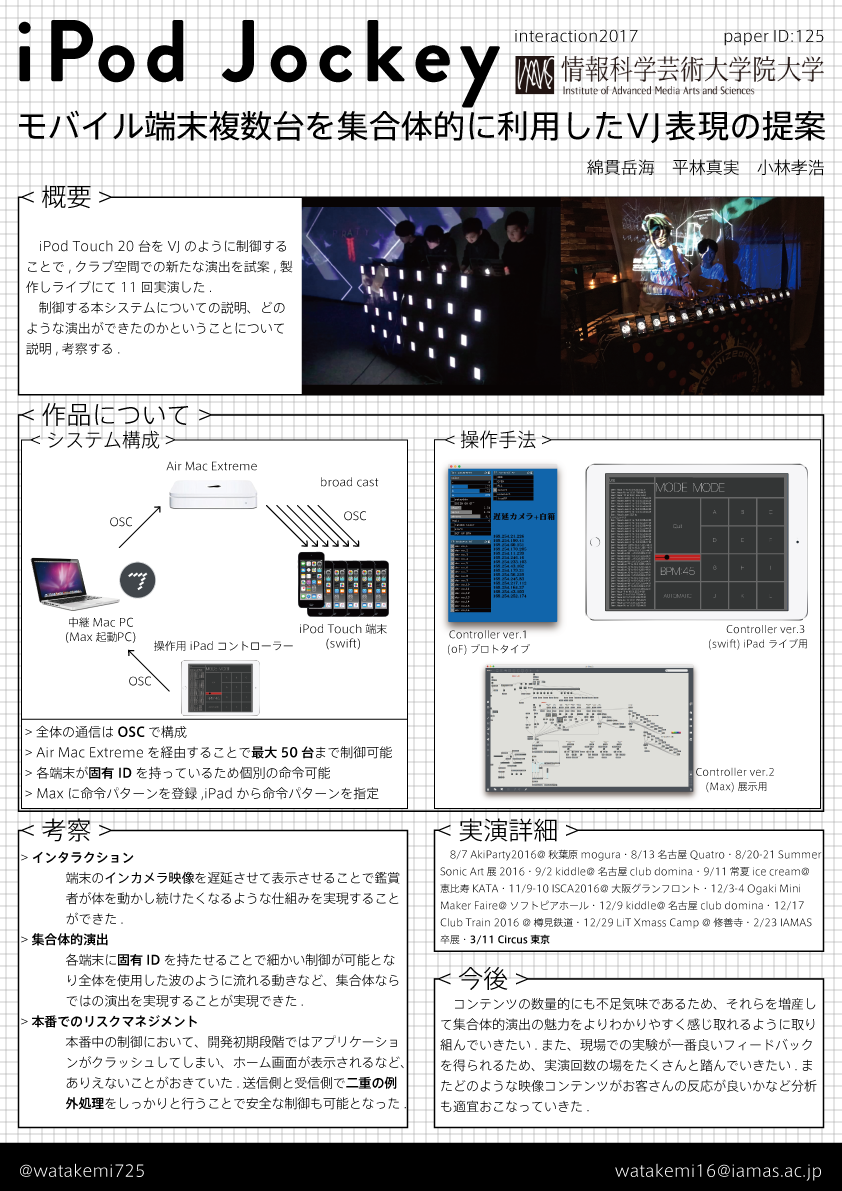 iPod Jockey
interaction2017 paper ID:125
情報科学芸術大学院大学
Institute of Advanced Media Arts and Sciences
モバイル端末複数台を集合体的に利用したVJ表現の提案
綿貫岳海 平林真実 小林孝浩
< 概要 >
iPod Touch 20 台を VJ のように制御する
ことで , クラブ空間での新たな演出を試案 , 製
作しライブにて 11 回実演した .
制御する本システムについての説明、どの
ような演出ができたのかということについて
説明 , 考察する .
< 作品について >
< システム構成 >
Air Mac Extreme
broad cast
OSC
OSC
中継 Mac PC
(Max 起動PC)
iPod Touch 端末
(swift)
操作用 iPad コントローラー
OSC
> 全体の通信は OSC で構成
> Air Mac Extreme を経由することで最大 50 台まで制御可能
> 各端末が固有 ID を持っているため個別の命令可能
> Max に命令パターンを登録 ,iPad から命令パターンを指定
< 操作手法 >
遅延カメラ+白箱
MODE MODE
Cut
BPM:45
AUTOMATIC
Controller ver.1
(oF) プロトタイプ
Controller ver.3
(swift) iPad ライブ用
Controller ver.2
(Max) 展示用
< 考察 >
> インタラクション
端末のインカメラ映像を遅延させて表示させることで鑑賞
者が体を動かし続けたくなるような仕組みを実現すること
ができた .
> 集合体的演出
各端末に固有 ID を持たせることで細かい制御が可能とな
り全体を使用した波のように流れる動きなど、集合体なら
ではの演出を実現することが実現できた .
> 本番でのリスクマネジメント
本番中の制御において、開発初期段階ではアプリケーショ
ンがクラッシュしてしまい、ホーム画面が表示されるなど、
ありえないことがおきていた . 送信側と受信側で二重の例
外処理をしっかりと行うことで安全な制御も可能となった .
< 実演詳細 >
8/7 AkiParty2016@ 秋葉原 mogura・8/13 名古屋 Quatro・8/20-21 Summer
Sonic Art 展 2016・9/2 kiddle@ 名古屋 club domina・9/11 常夏 ice cream@
恵比寿 KATA・11/9-10 ISCA2016@ 大阪グランフロント・12/3-4 Ogaki Mini
Maker Faire@ ソフトピアホール・12/9 kiddle@ 名古屋 club domina・12/17
Club Train 2016 @ 樽見鉄道・12/29 LiT Xmass Camp @ 修善寺・2/23 IAMAS
卒展・3/11 Circus 東京
< 今後 >
コンテンツの数量的にも不足気味であるため、それらを増産し
て集合体的演出の魅力をよりわかりやすく感じ取れるように取り
組んでいきたい . また、現場での実験が一番良いフィードバック
を得られるため、実演回数の場をたくさんと踏んでいきたい . ま
たどのような映像コンテンツがお客さんの反応が良いかなど分析
も適宜おこなっていきた .
@watakemi725
watakemi16@iamas.ac.jp